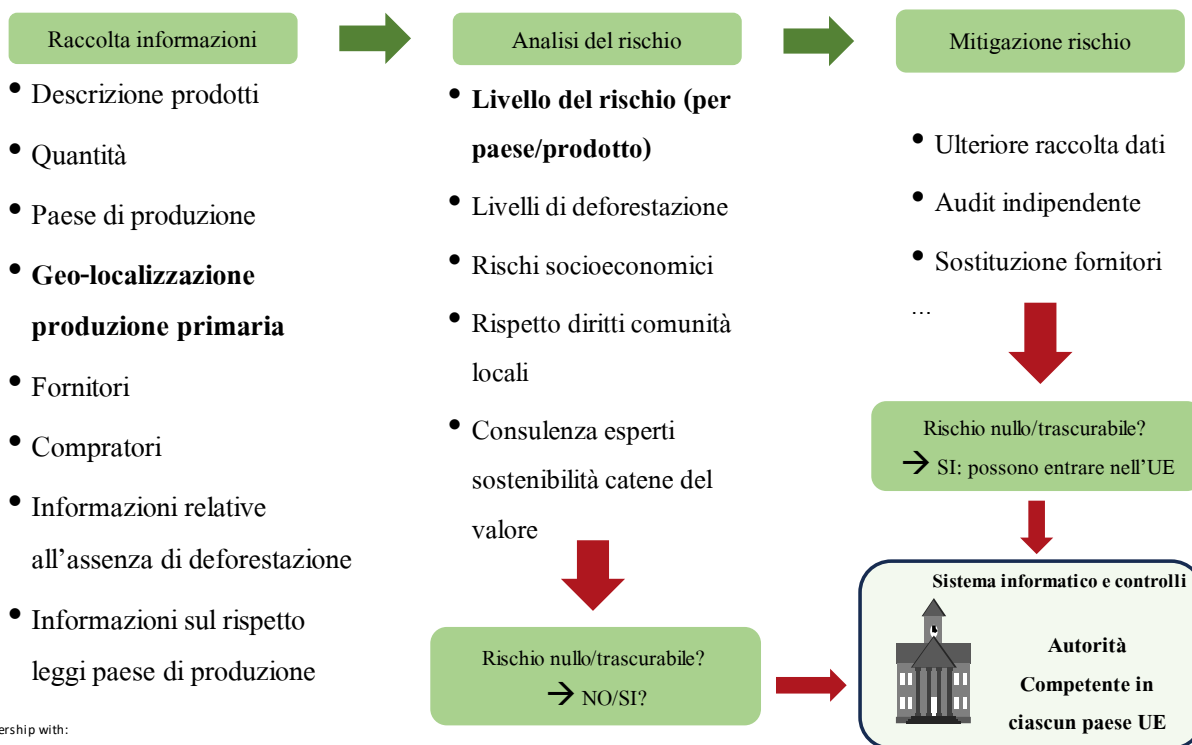 Raccolta informazioni
• Descrizione prodotti
• Quantità
• Paese di produzione
• Geo-localizzazione
produzione primaria
• Fornitori
• Compratori
• Informazioni relative
all’assenza di deforestazione
• Informazioni sul rispetto
leggi paese di produzione
Analisi del rischio
• Livello del rischio (per
paese/prodotto)
• Livelli di deforestazione
• Rischi socioeconomici
• Rispetto diritti comunità
locali
• Consulenza esperti
sostenibilità catene del
valore
Rischio nullo/trascurabile?
→ NO/SI?
Mitigazione rischio
• Ulteriore raccolta dati
• Audit indipendente
• Sostituzione fornitori
…
Rischio nullo/trascurabile?
→ SI: possono entrare nell’UE
Sistema informatico e controlli
Autorità
Competente in
ciascun paese UE
ership with: